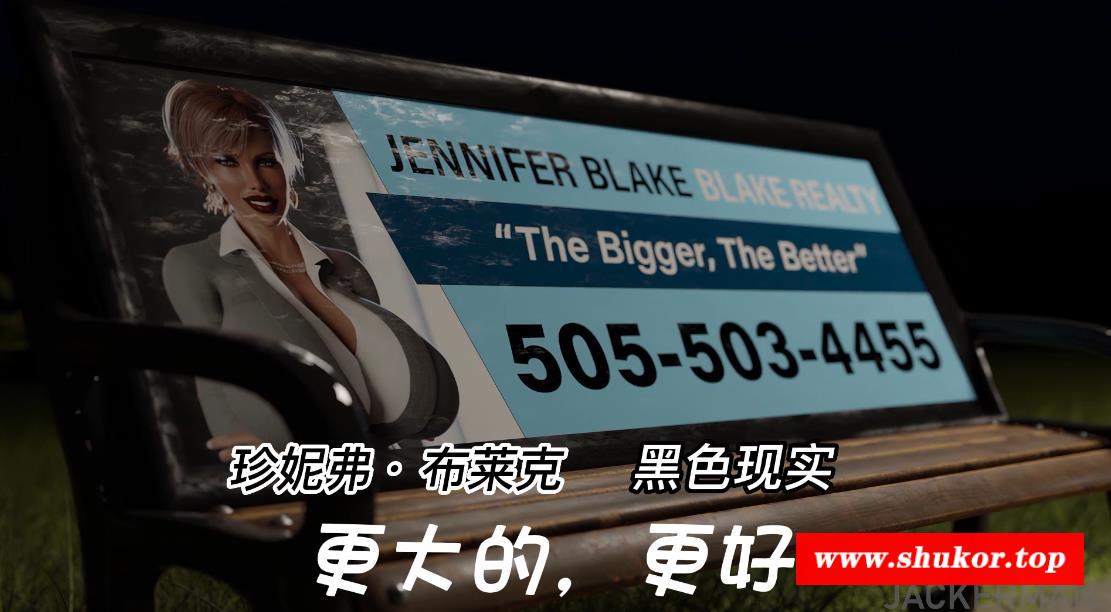 JENNIFER BLAKE BLAKE REALTY
“The Bigger, The Better”
505-503-4455
珍妮弗·布莱克 黑色现实
更大的，更好
www.shukor.top